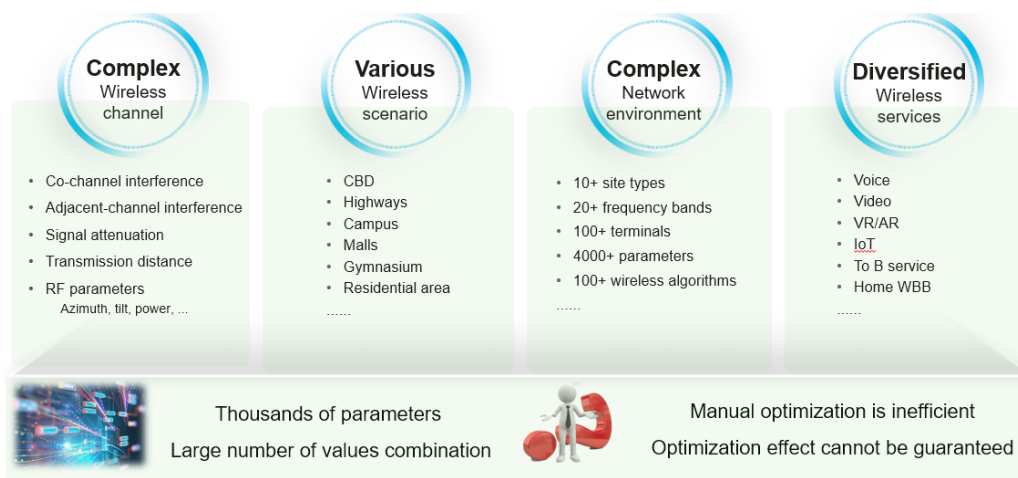 Complex
Wireless
channel
• Co-channel interference
• Adjacent-channel interference
• Signal attenuation
• Transmission distance
• RF parameters
Azimuth, tilt, power, ...
Various
Wireless
scenario
• CBD
• Highways
• Campus
• Malls
• Gymnasium
• Residential area
......
Complex
Network
environment
• 10+ site types
• 20+ frequency bands
• 100+ terminals
• 4000+ parameters
• 100+ wireless algorithms
......
Diversified
Wireless
services
• Voice
• Video
• VR/AR
• IoT
• To B service
• Home WBB
......
Thousands of parameters
Large number of values combination
Manual optimization is inefficient
Optimization effect cannot be guaranteed